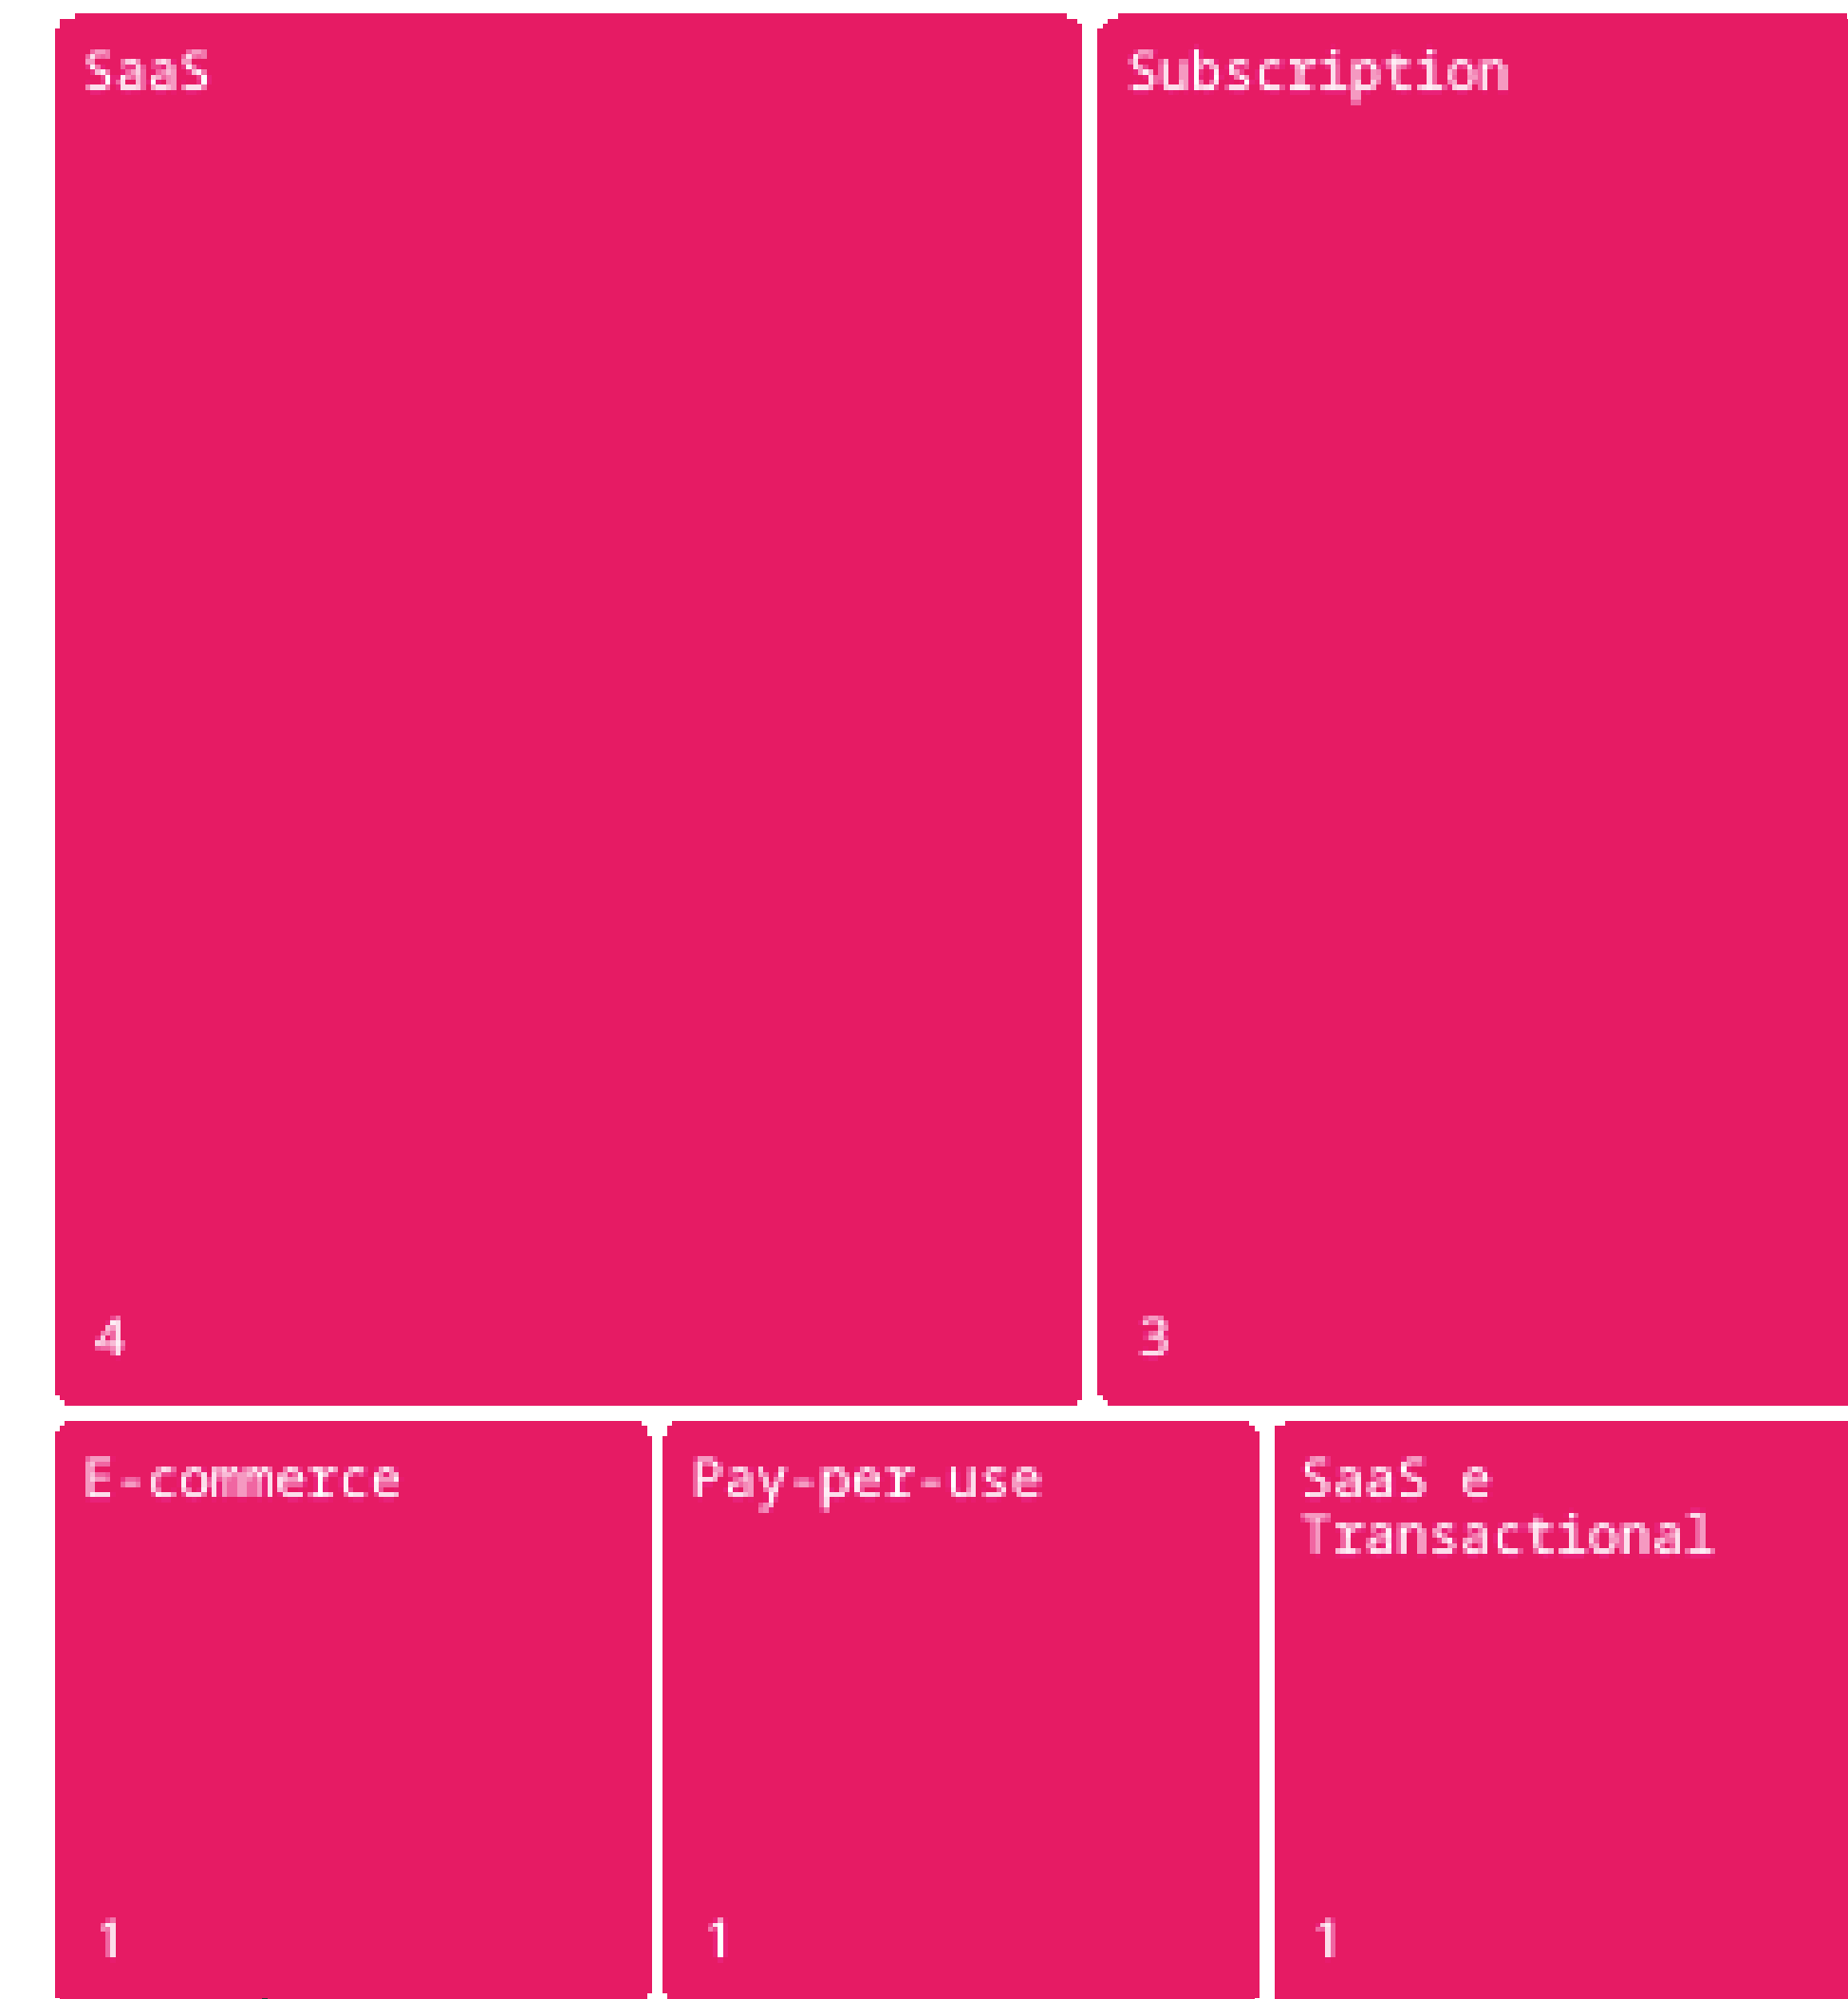 SaaS
Subscription
4
3
E-commerce
Pay-per-use
SaaS e
Transactional
1
1
1